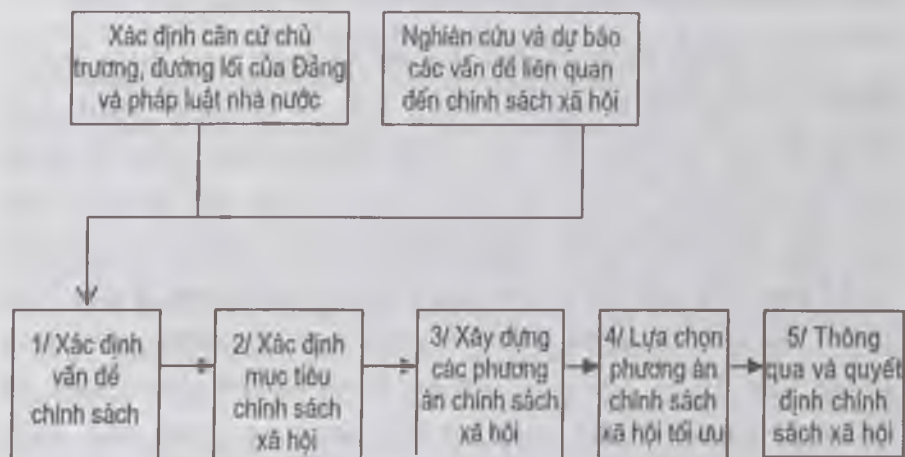 Xác định căn cứ chủ
trương, đường lối của Đảng
và pháp luật nhà nước
Nghiên cứu và dự báo
các vấn đề liên quan
đến chính sách xã hội
1/ Xác định
vấn đề
chính sách
2/ Xác định
mục tiêu
chính sách
xã hội
3/ Xây dựng
các phương
án chính sách
xã hội
4/ Lựa chọn
phương án
chính sách
xã hội tối ưu
5/ Thông
qua và quyết
định chính
sách xã hội